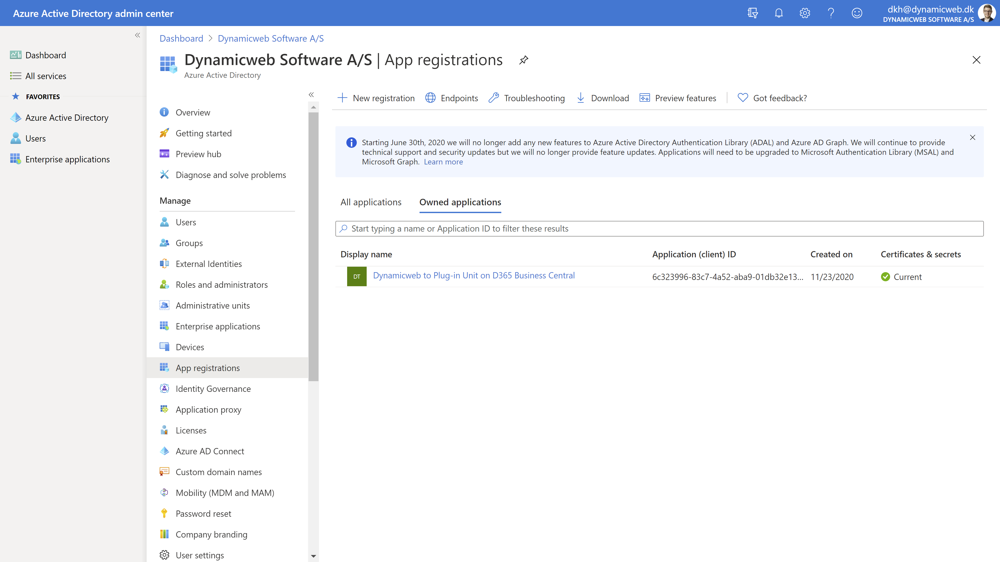 Azure Active Directory admin center
dkh@dynamicweb.dk
DYNAMICWEB SOFTWARE A/S
Dashboard
All services
FAVORITES
Azure Active Directory
Users
Enterprise applications
Dashboard > Dynamicweb Software A/S
Dynamicweb Software A/S | App registrations
Azure Active Directory
Overview
Getting started
Preview hub
Diagnose and solve problems
Manage
Users
Groups
External Identities
Roles and administrators
Administrative units
Enterprise applications
Devices
App registrations
Identity Governance
Application proxy
Licenses
Azure AD Connect
Custom domain names
Mobility (MDM and MAM)
Password reset
Company branding
User settings
New registration Endpoints Troubleshooting Download Preview features Got feedback?
Starting June 30th, 2020 we will no longer add any new features to Azure Active Directory Authentication Library (ADAL) and Azure AD Graph. We will continue to provide
technical support and security updates but we will no longer provide feature updates. Applications will need to be upgraded to Microsoft Authentication Library (MSAL) and
Microsoft Graph. Learn more
All applications Owned applications
Start typing a name or Application ID to filter these results
Display name Application (client) ID Created on Certificates & secrets
DT Dynamicweb to Plug-in Unit on D365 Business Central 6c323996-83c7-4a52-aba9-01db32e13... 11/23/2020 Current